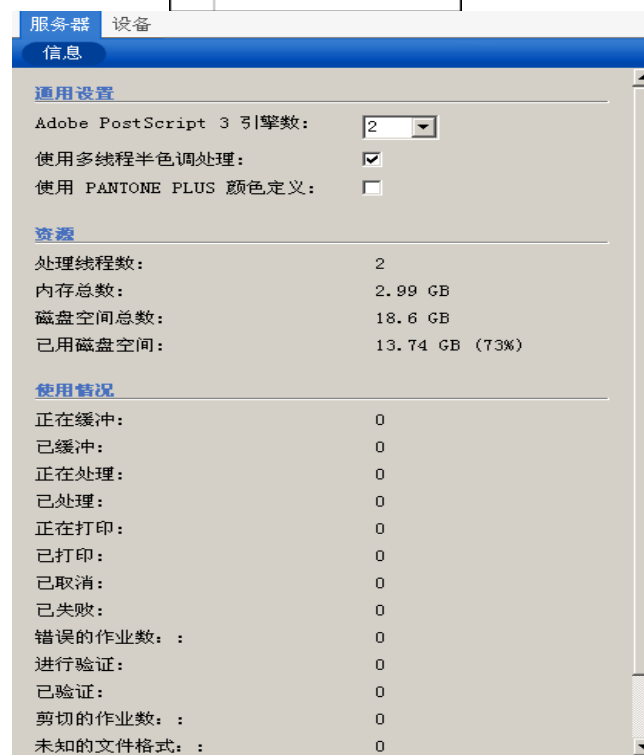 服务器 设备
信息
通用设置
Adobe PostScript 3 引擎数： 2
使用多线程半色调处理：
使用 PANTONE PLUS 颜色定义：
资源
处理线程数： 2
内存总数： 2.99 GB
磁盘空间总数： 18.6 GB
已用磁盘空间： 13.74 GB (73%)
使用情况
正在缓冲： 0
已缓冲： 0
正在处理： 0
已处理： 0
正在打印： 0
已打印： 0
已取消： 0
已失败： 0
错误的作业数：： 0
进行验证： 0
已验证： 0
剪切的作业数：： 0
未知的文件格式：： 0